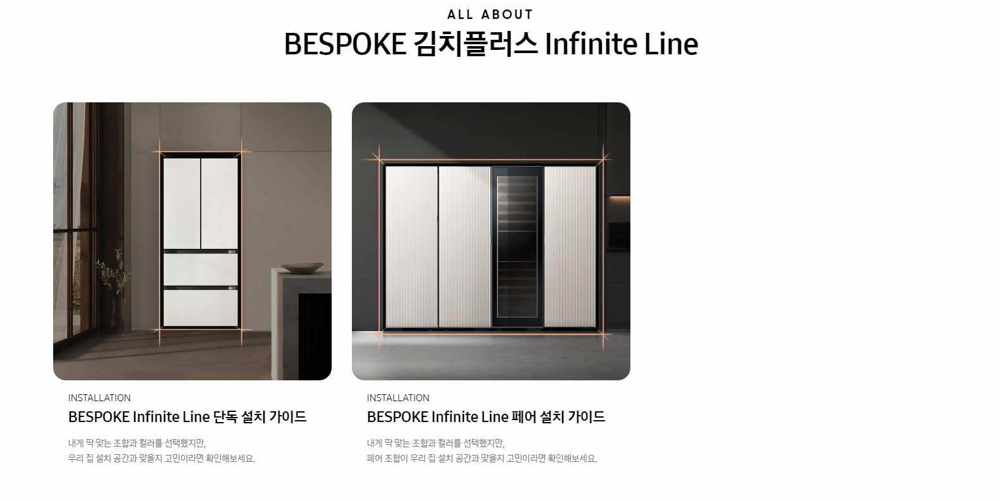 ALL ABOUT
BESPOKE 김치플러스 Infinite Line
INSTALLATION
BESPOKE Infinite Line 단독 설치 가이드
내게 딱 맞는 조합과 컬러를 선택했지만,
우리 집 설치 공간과 맞을지 고민이라면 확인해보세요.
INSTALLATION
BESPOKE Infinite Line 페어 설치 가이드
내게 딱 맞는 조합과 컬러를 선택했지만,
페어 조합이 우리 집 설치 공간과 맞을지 고민이라면 확인해보세요.